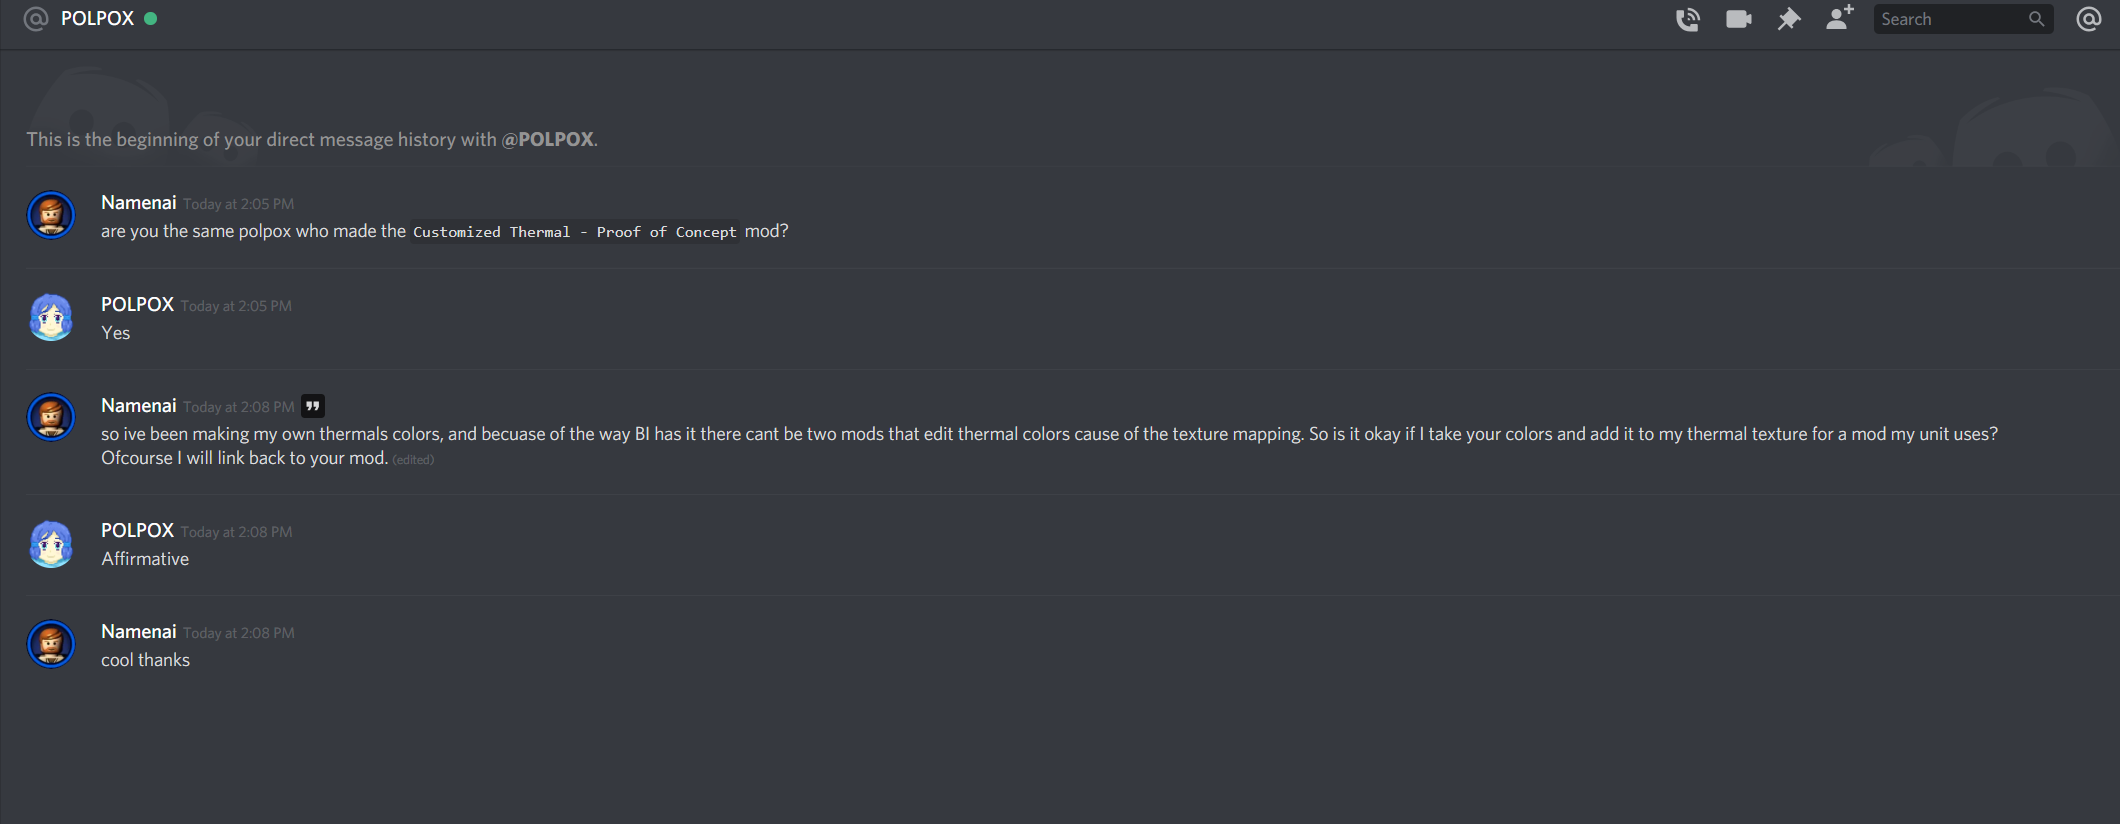 POLPOX
Search
This is the beginning of your direct message history with @POLPOX.
Namenai Today at 2:05 PM
are you the same polpox who made the Customized Thermal - Proof of Concept mod?
POLPOX Today at 2:05 PM
Yes
Namenai Today at 2:08 PM
so ive been making my own thermals colors, and becuase of the way BI has it there cant be two mods that edit thermal colors cause of the texture mapping. So is it okay if I take your colors and add it to my thermal texture for a mod my unit uses?
Ofcourse I will link back to your mod. (edited)
POLPOX Today at 2:08 PM
Affirmative
Namenai Today at 2:08 PM
cool thanks